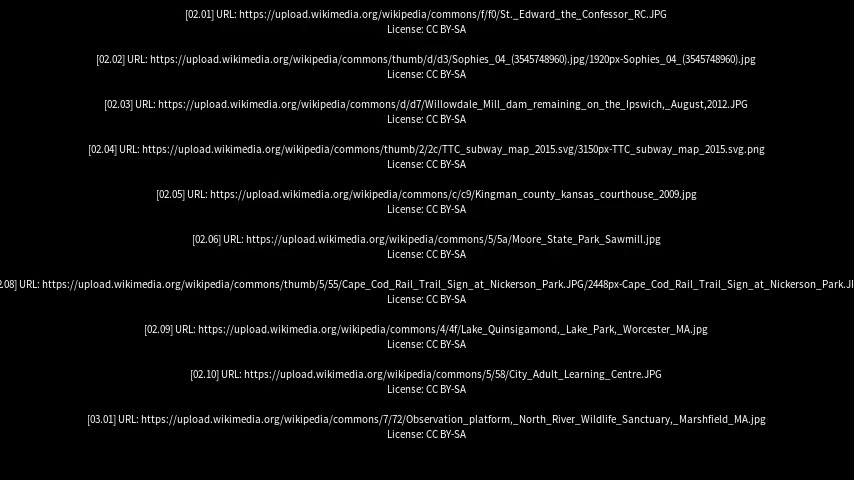 [02.01] URL: https://upload.wikimedia.org/wikipedia/commons/f/f0/St._Edward_the_Confessor_RC.JPG
License: CC BY-SA
[02.02] URL: https://upload.wikimedia.org/wikipedia/commons/thumb/d/d3/Sophies_04_(3545748960).jpg/1920px-Sophies_04_(3545748960).jpg
License: CC BY-SA
[02.03] URL: https://upload.wikimedia.org/wikipedia/commons/d/d7/Willowdale_Mill_dam_remaining_on_the_Ipswich,_August,2012.JPG
License: CC BY-SA
[02.04] URL: https://upload.wikimedia.org/wikipedia/commons/thumb/2/2c/TTC_subway_map_2015.svg/3150px-TTC_subway_map_2015.svg.png
License: CC BY-SA
[02.05] URL: https://upload.wikimedia.org/wikipedia/commons/c/c9/Kingman_county_kansas_courthouse_2009.jpg
License: CC BY-SA
[02.06] URL: https://upload.wikimedia.org/wikipedia/commons/5/5a/Moore_State_Park_Sawmill.jpg
License: CC BY-SA
2.08] URL: https://upload.wikimedia.org/wikipedia/commons/thumb/5/55/Cape_Cod_Rail_Trail_Sign_at_Nickerson_Park.JPG/2448px-Cape_Cod_Rail_Trail_Sign_at_Nickerson_Park.J
License: CC BY-SA
[02.09] URL: https://upload.wikimedia.org/wikipedia/commons/4/4f/Lake_Quinsigamond,_Lake_Park,_Worcester_MA.jpg
License: CC BY-SA
[02.10] URL: https://upload.wikimedia.org/wikipedia/commons/5/58/City_Adult_Learning_Centre.JPG
License: CC BY-SA
[03.01] URL: https://upload.wikimedia.org/wikipedia/commons/7/72/Observation_platform,_North_River_Wildlife_Sanctuary,_Marshfield_MA.jpg
License: CC BY-SA